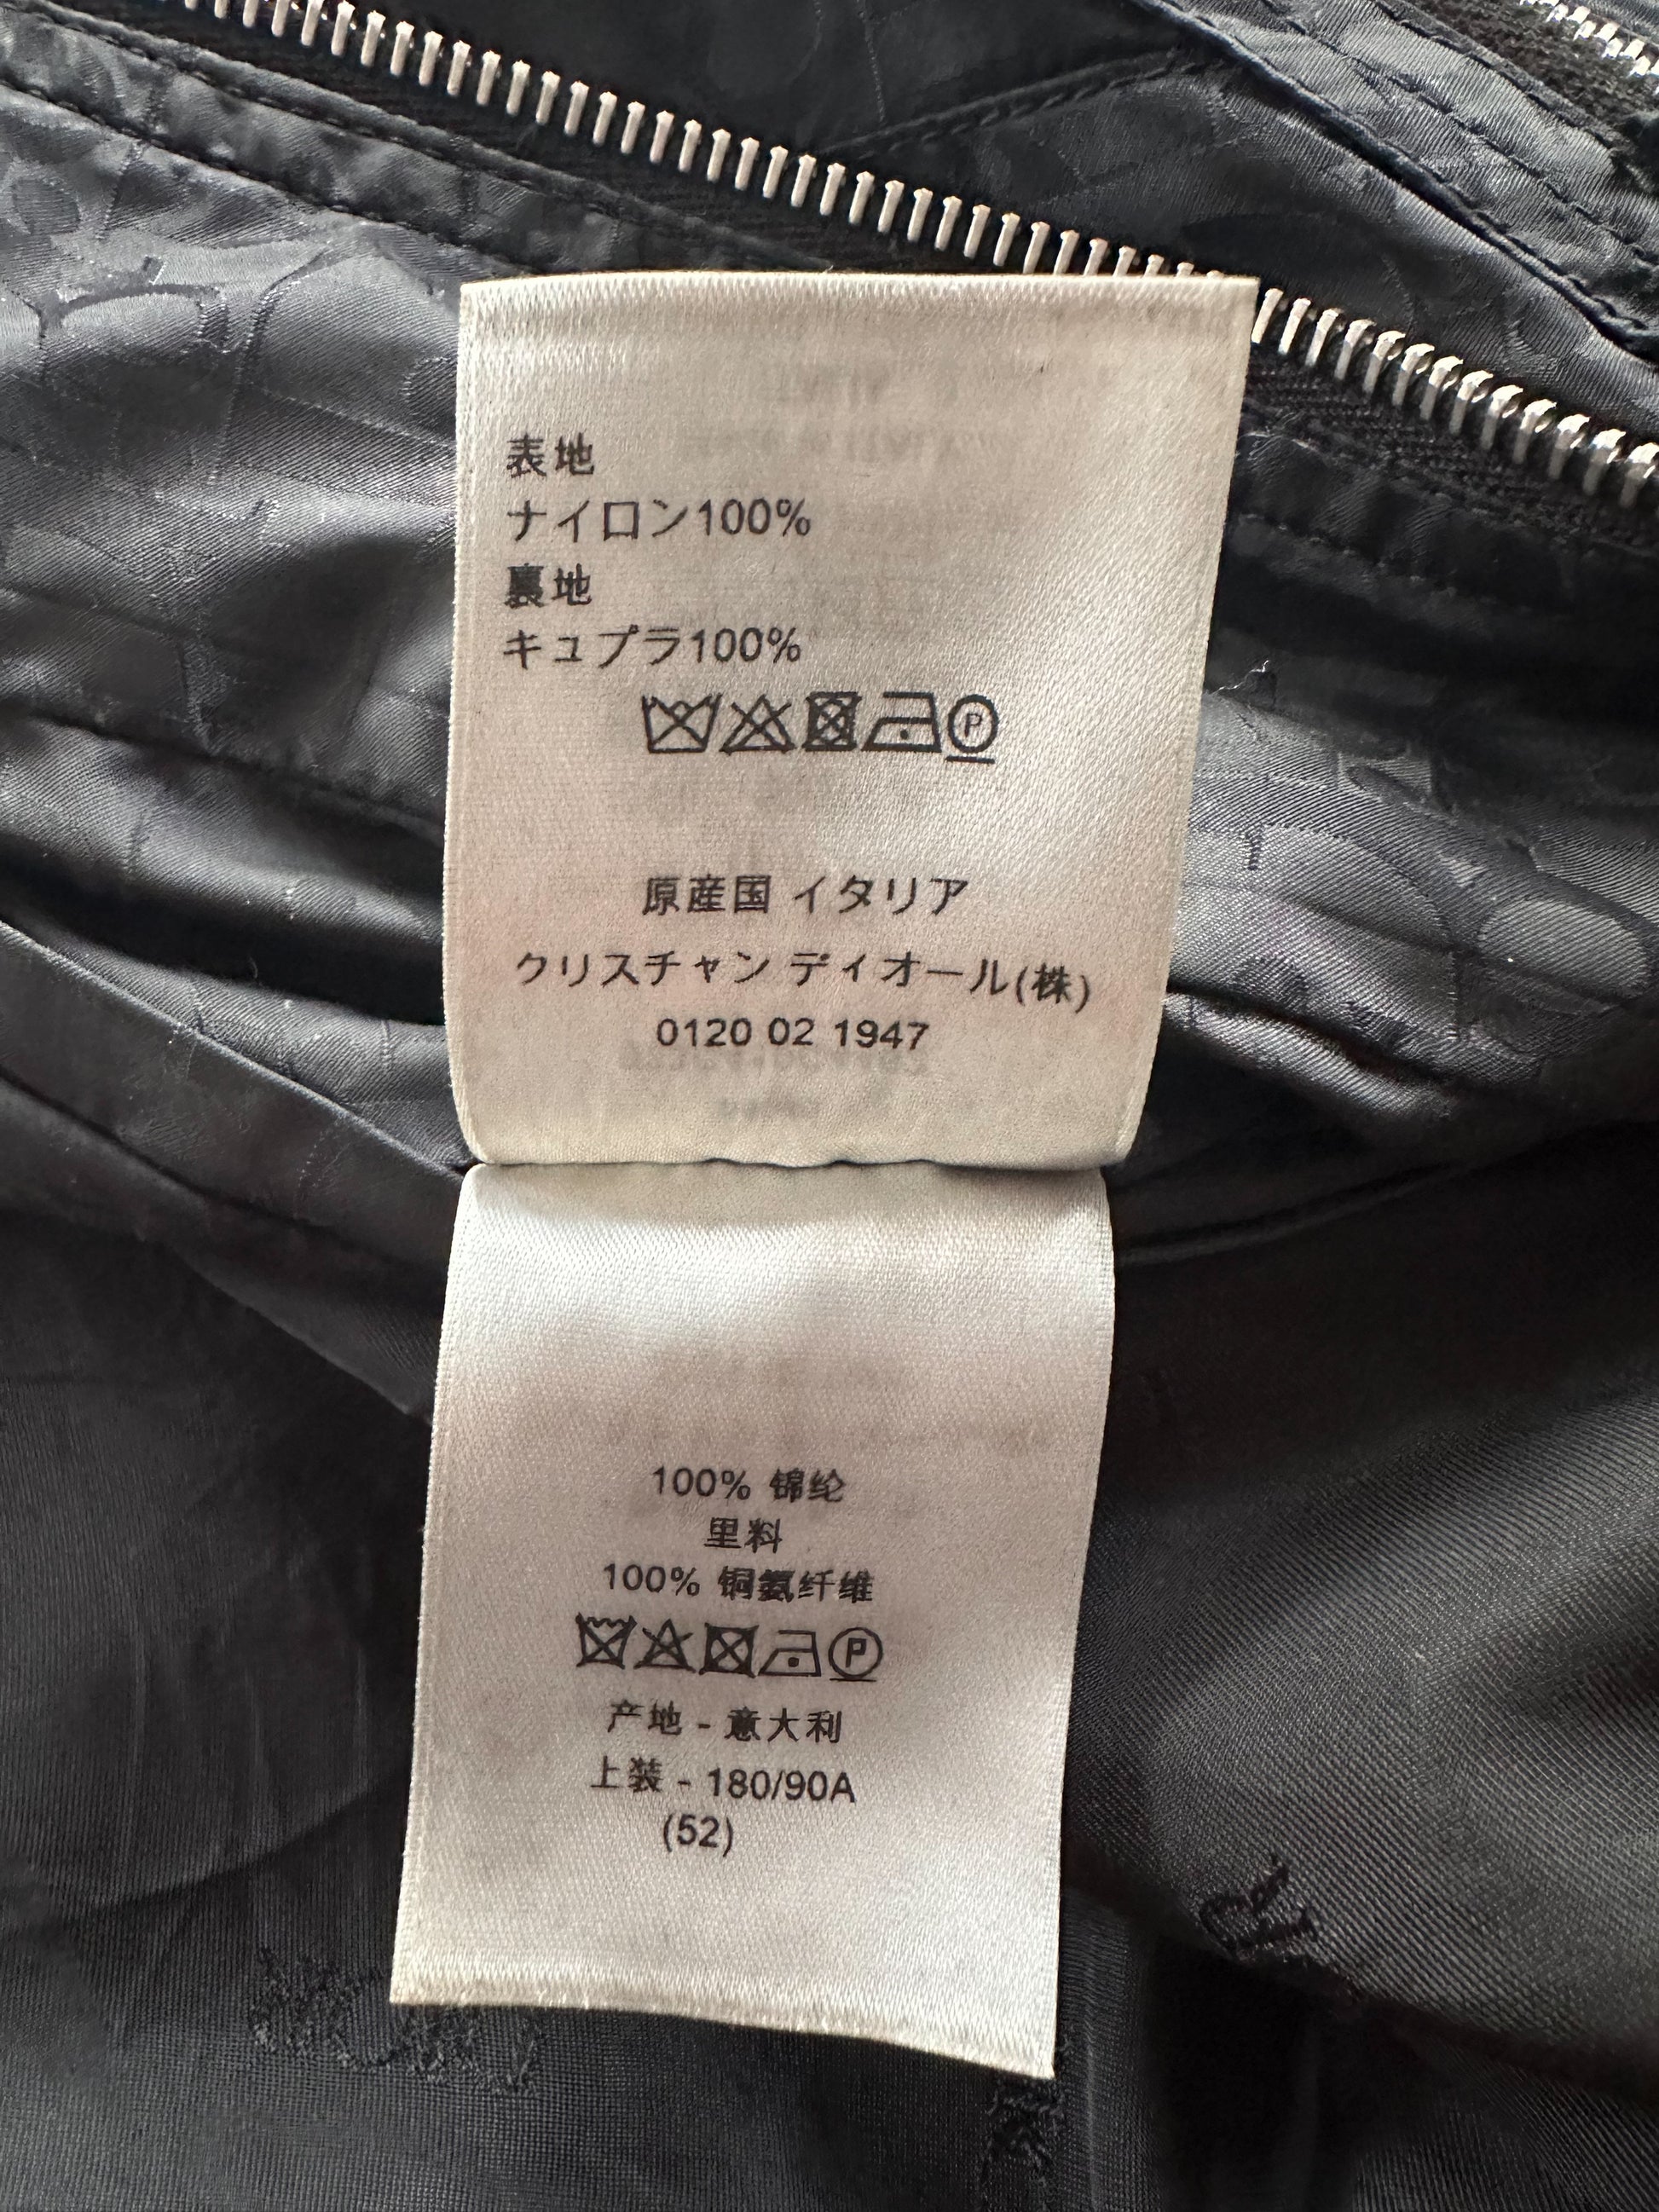 表地
ナイロン100%
裏地
キュプラ100%
P
原産国 イタリア
クリスチャン ディオール(株)
0120 02 1947
100% 锦纶
里料
100% 铜氨纤维
P
产地 - 意大利
上装 - 180/90A
(52)